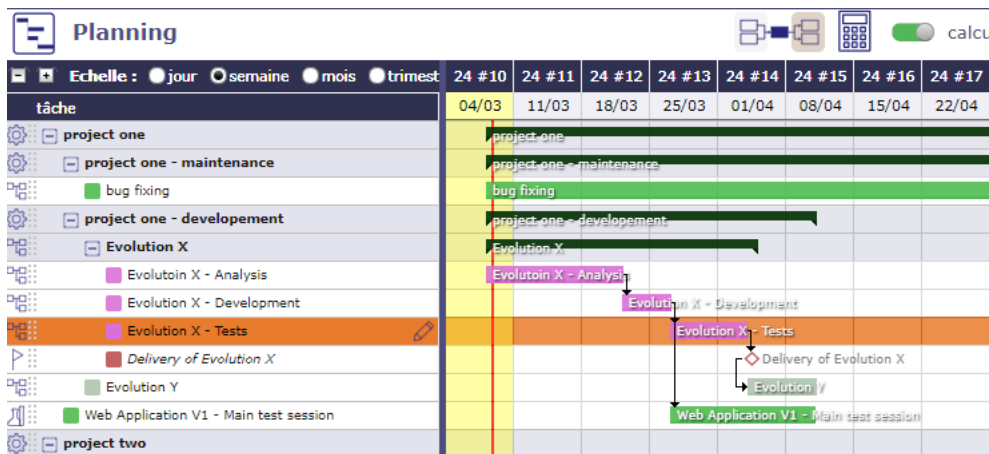 Planning
calcu
Echelle : jour semaine mois trimest 24 #10 24 #11 24 #12 24 #13 24 #14 24 #15 24 #16 24 #17
tâche 04/03 11/03 18/03 25/03 01/04 08/04 15/04 22/04
project one project one
project one - maintenance project one - maintenance
bug fixing bug fixing
project one - developement project one - developement
Evolution X Evolution X
Evolutoin X - Analysis Evolutoin X - Analysis
Evolution X - Development Evolution X - Development
Evolution X - Tests Evolution X - Tests
Delivery of Evolution X Delivery of Evolution X
Evolution Y Evolution Y
Web Application V1 - Main test session Web Application V1 - Main test session
project two